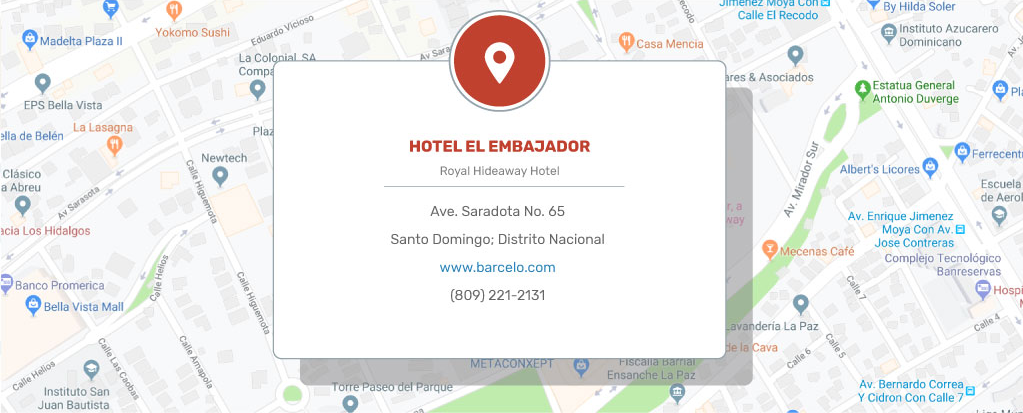 Jimenez Moya Con
Calle El Recodo
By Hilda Soler
Yokomo Sushi
Eduardo Vicioso
Madelta Plaza II
Casa Mencia
Instituto Azucarero
Dominicano
La Colonial, SA
Compa
ares & Asociados
Estatua General
Antonio Duverge
Plaz
EPS Bella Vista
lla de Belén
La Lasagna
HOTEL EL EMBAJADOR
Royal Hideaway Hotel
Ave. Saradota No. 65
Santo Domingo; Distrito Nacional
www.barcelo.com
(809) 221-2131
Newtech
Ferrecentr
Albert's Licores
Clásico
a Abreu
Av Sarasota
Calle Higuemota
Escuela
de Aerol
Av. Mirador Sur
r, a
way
Av. Enrique Jimenez
Moya Con Av.
Jose Contreras
acia Los Hidalgos
Mecenas Café
Complejo Tecnológico
Banreservas
Calle Helios
Calle Higuemota
Banco Promerica
Bella Vista Mall
Hospi
Calle 4
Lavandería La Paz
de la Cava
Calle 6
Calle 5
Calle 7
METACONXEPT
Fiscalía Barrial
Ensanche La Paz
Calle Helios
Calle Las Caobas
Calle Amapola
Instituto San
Juan Bautista
Torre Paseo del Parque
Av. Bernardo Correa
Y Cidron Con Calle 7
Calle 4